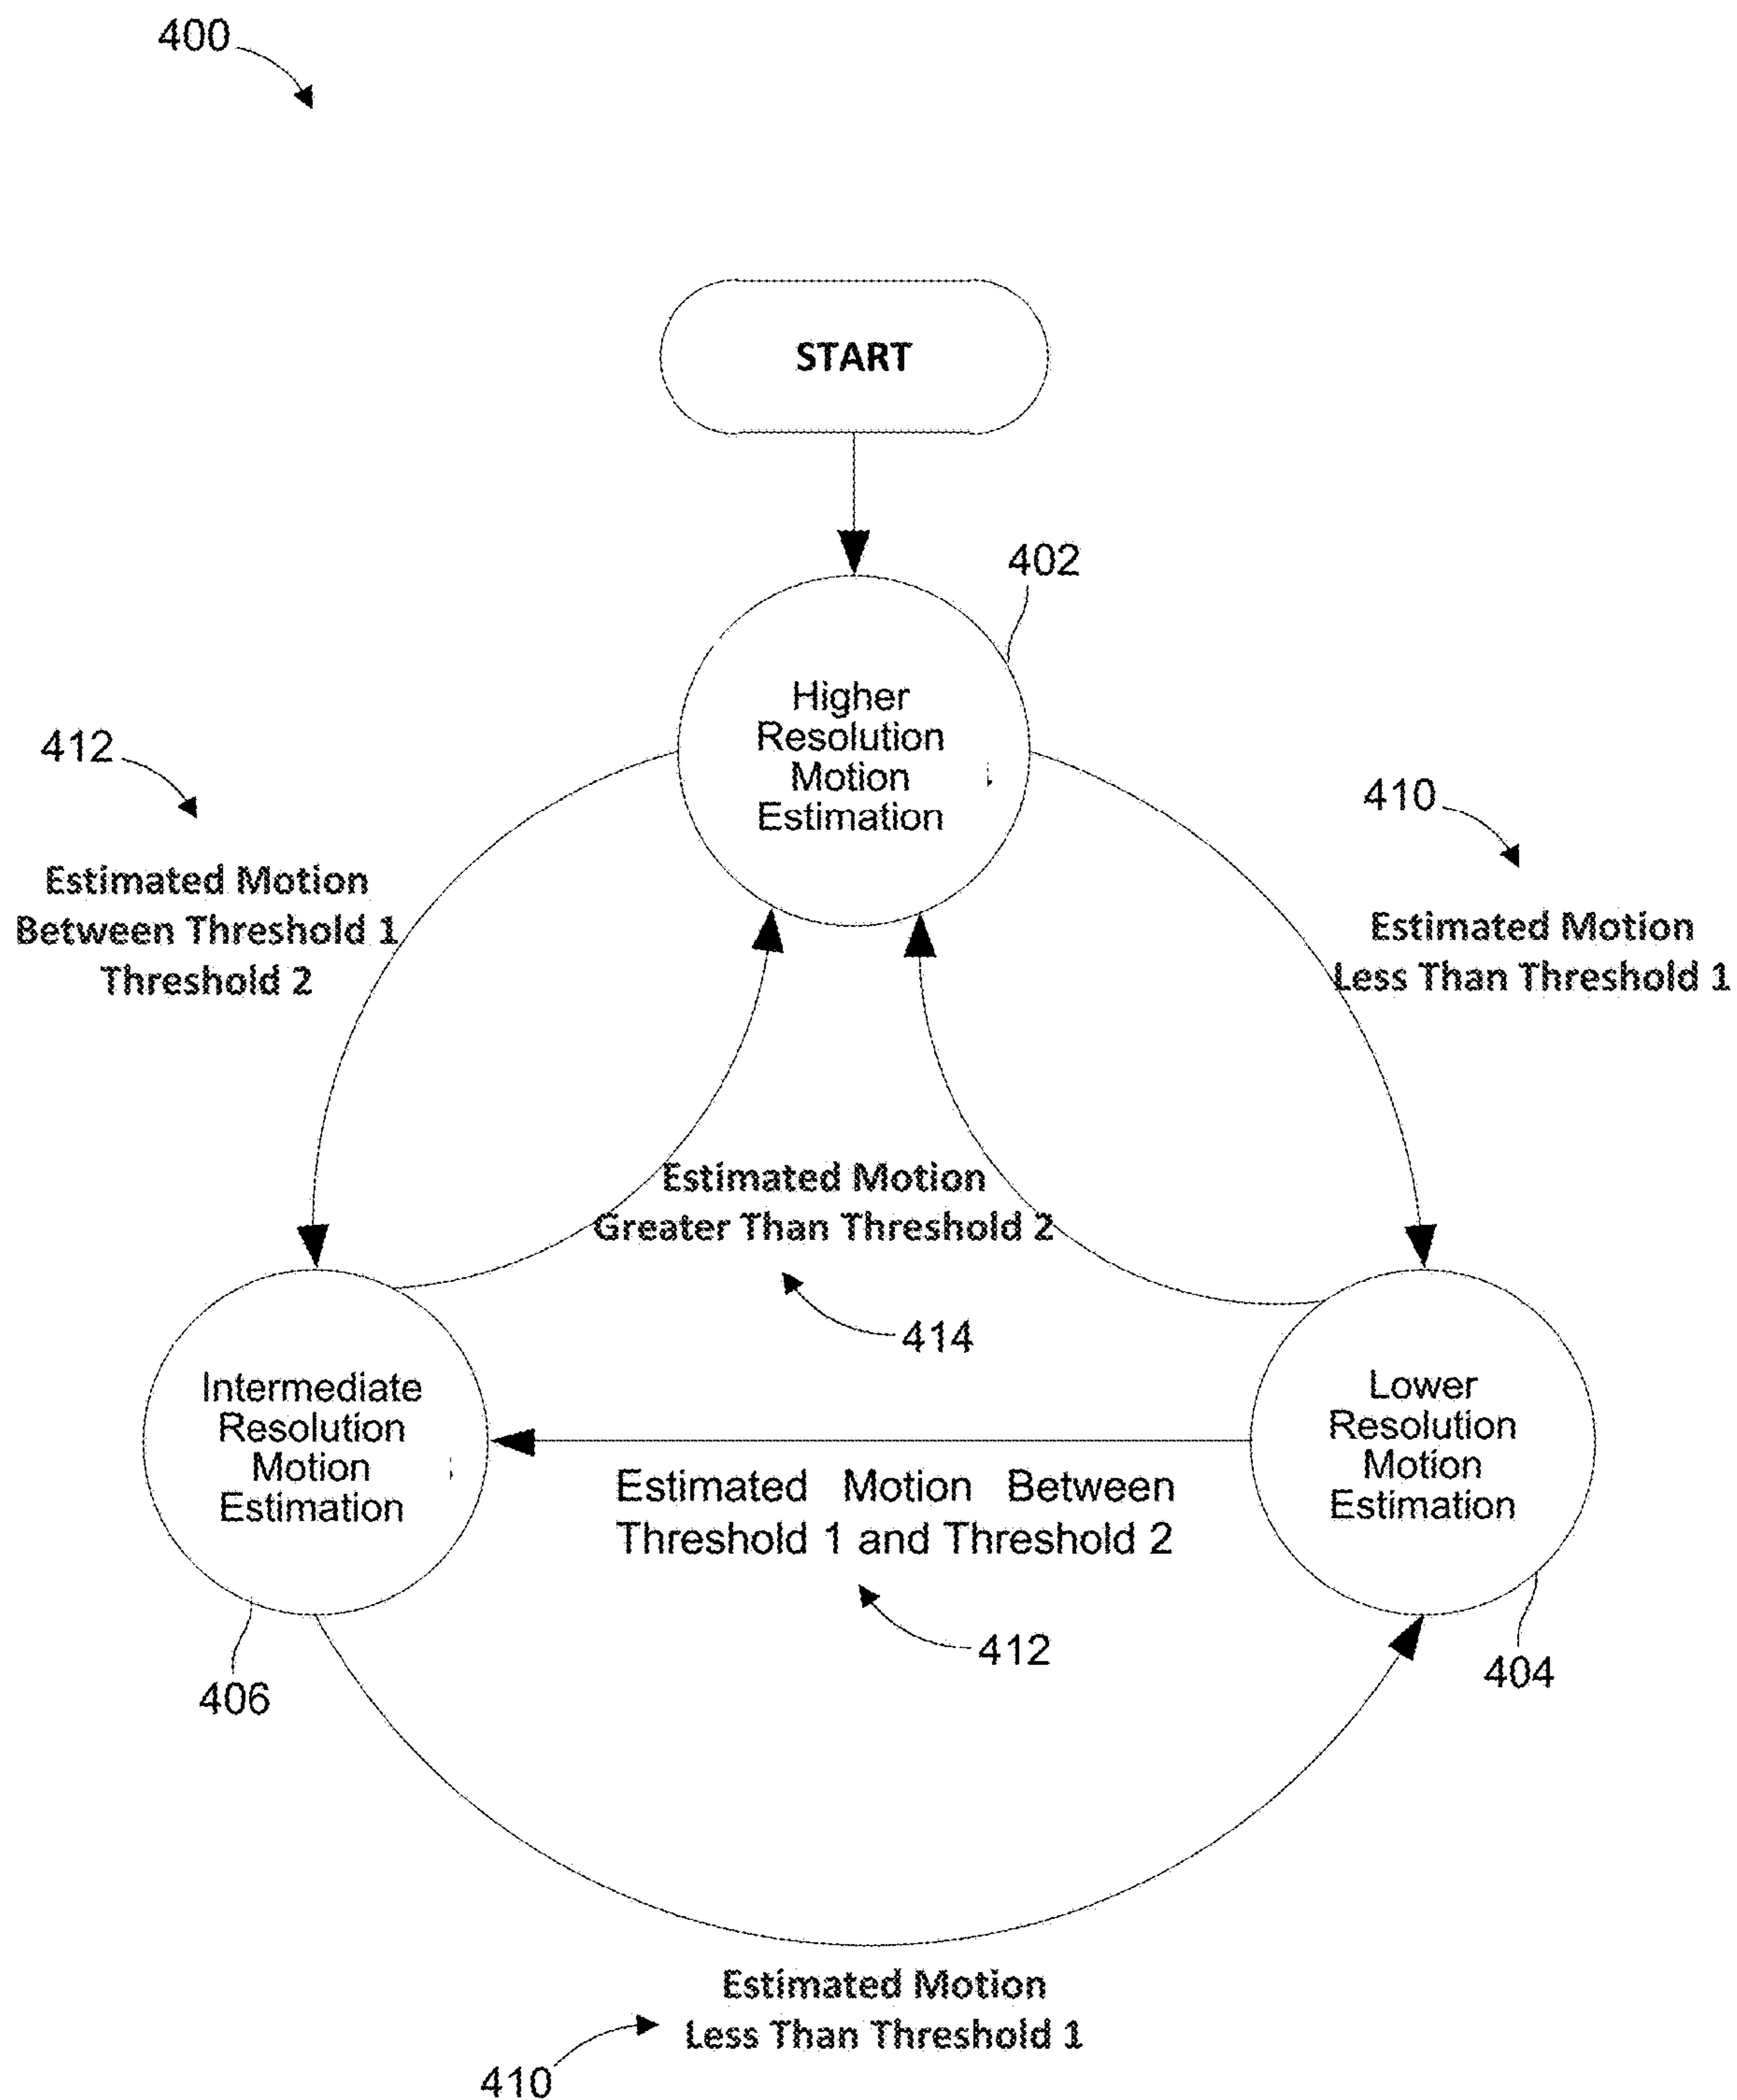 400
START
402
Higher
Resolution
Motion
Estimation
412
Estimated Motion
Between Threshold 1
Threshold 2
410
Estimated Motion
Less Than Threshold 1
Estimated Motion
Greater Than Threshold 2
414
Intermediate
Resolution
Motion
Estimation
406
Estimated Motion Between
Threshold 1 and Threshold 2
412
Lower
Resolution
Motion
Estimation
404
Estimated Motion
Less Than Threshold 1
410